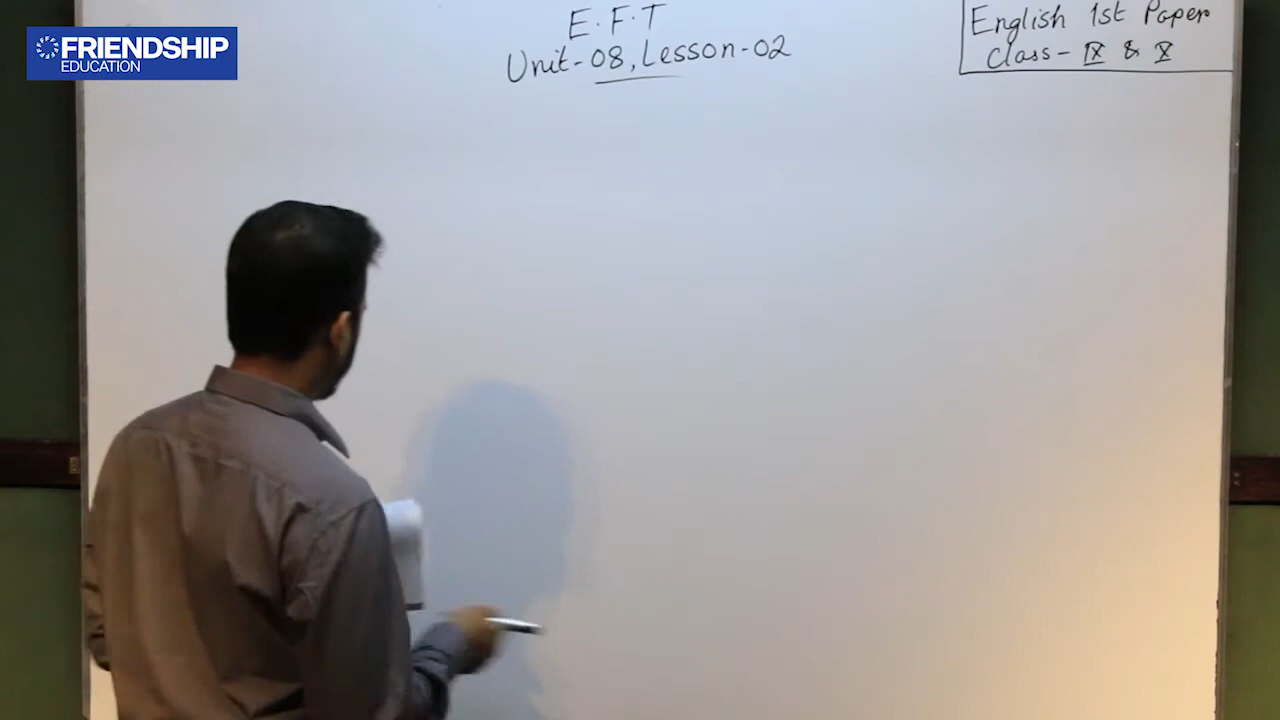 FRIENDSHIP
EDUCATION
E.F.T
Unit-08, Lesson-02
English 1st Paper
Class- IX & X